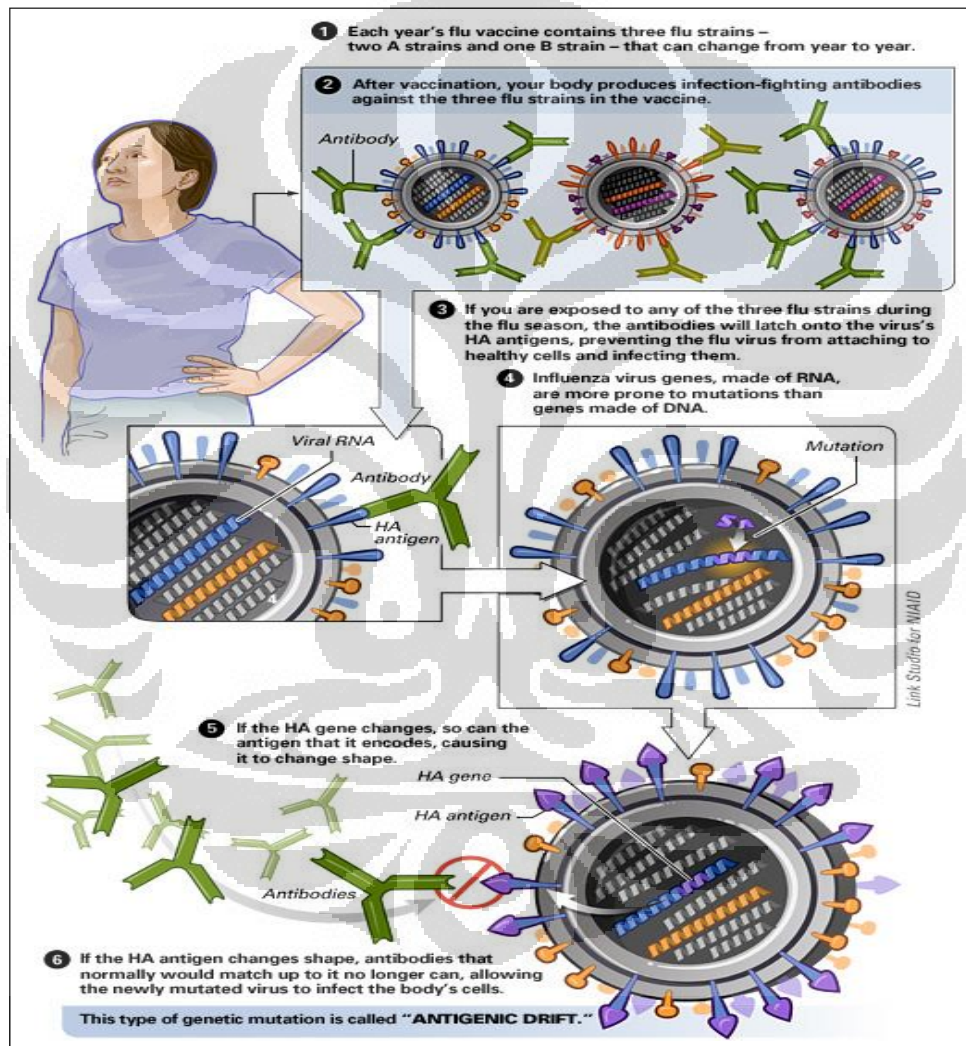 1 Each year's flu vaccine contains three flu strains –
two A strains and one B strain – that can change from year to year.
2 After vaccination, your body produces infection-fighting antibodies
against the three flu strains in the vaccine.
Antibody
3 If you are exposed to any of the three flu strains during
the flu season, the antibodies will latch onto the virus's
HA antigens, preventing the flu virus from attaching to
healthy cells and infecting them.
4 Influenza virus genes, made of RNA,
are more prone to mutations than
genes made of DNA.
Viral RNA
Antibody
HA
antigen
4
Mutation
Link Studio for NIAID
5 If the HA gene changes, so can the
antigen that it encodes, causing
it to change shape.
HA gene
HA antigen
Antibodies
6 If the HA antigen changes shape, antibodies that
normally would match up to it no longer can, allowing
the newly mutated virus to infect the body's cells.
This type of genetic mutation is called "ANTIGENIC DRIFT."